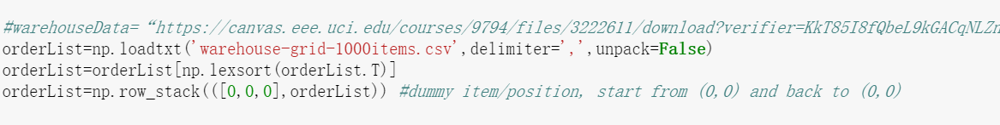 #warehouseData= “https://canvas.eee.uci.edu/courses/9794/files/3222611/download?verifier=KkT85I8fQbeL9kGACqNLZn
orderList=np.loadtxt('warehouse-grid-1000items.csv',delimiter=',',unpack=False)
orderList=orderList[np.lexsort(orderList.T)]
orderList=np.row_stack(([0,0,0],orderList)) #dummy item/position, start from (0,0) and back to (0,0)